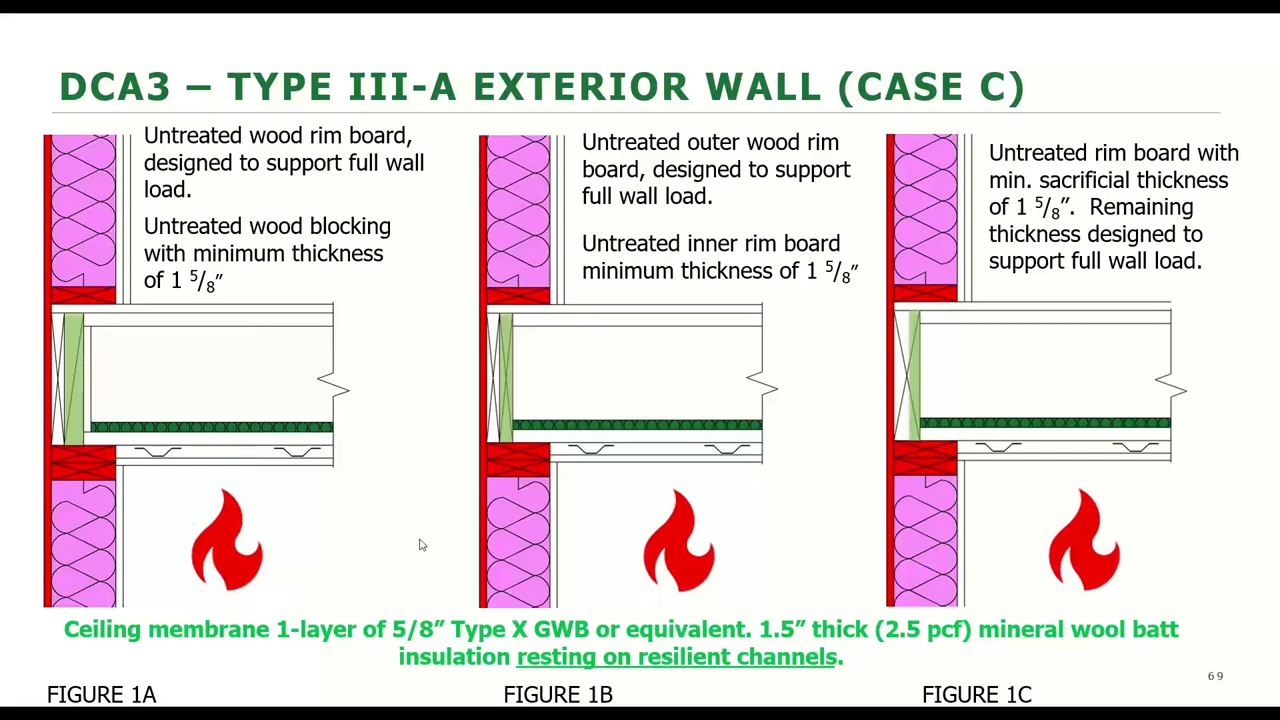 DCA3 – TYPE III-A EXTERIOR WALL (CASE C)
Untreated wood rim board,
designed to support full wall
load.
Untreated wood blocking
with minimum thickness
of 1 5/8”
Untreated outer wood rim
board, designed to support
full wall load.
Untreated inner rim board
minimum thickness of 1 5/8”
Untreated rim board with
min. sacrificial thickness
of 1 5/8”. Remaining
thickness designed to
support full wall load.
Ceiling membrane 1-layer of 5/8” Type X GWB or equivalent. 1.5” thick (2.5 pcf) mineral wool batt
insulation resting on resilient channels.
69
FIGURE 1A
FIGURE 1B
FIGURE 1C